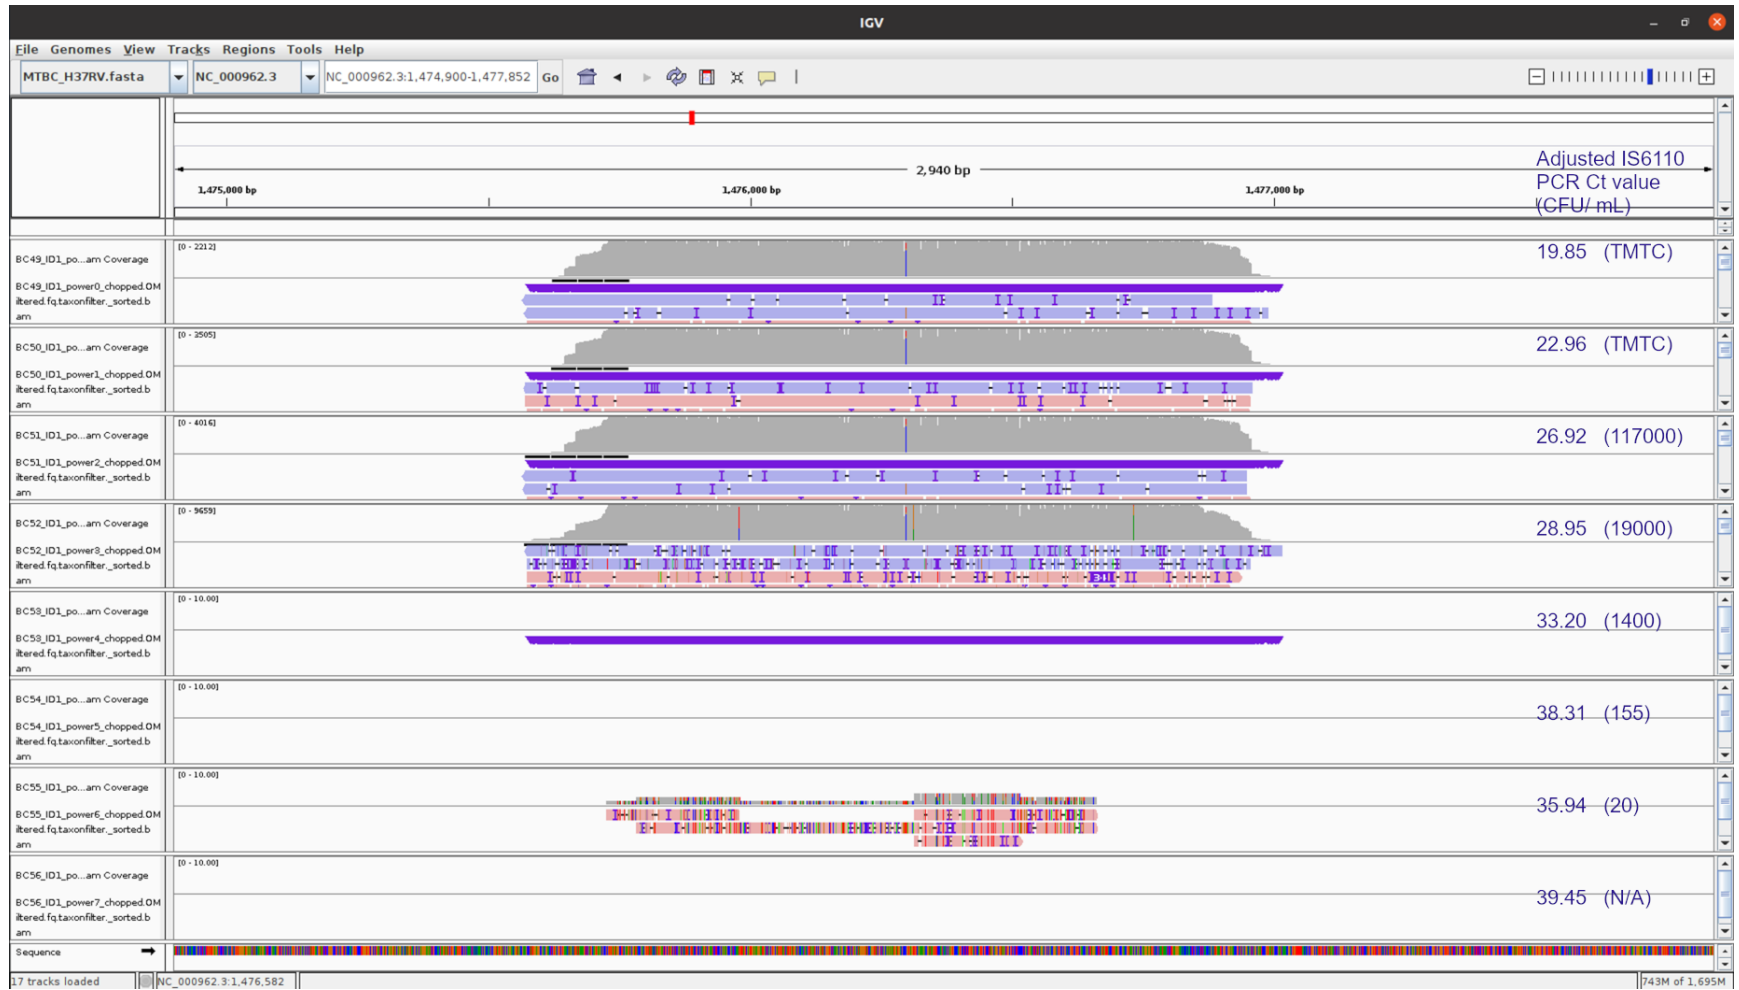 IGV
File Genomes View Tracks Regions Tools Help
MTBC_H37RV.fasta NC_000962.3 NC_000962.3:1,474,900-1,477,852 Go
2,940 bp
1,475,000 bp 1,476,000 bp 1,477,000 bp
Adjusted IS6110
PCR Ct value
(CFU/ mL)
[0 - 2212]
BC49_ID1_po...am Coverage
19.85 (TMTC)
BC49_ID1_power0_chopped.OM
iltered.fq.taxonfilter._sorted.b
am
[0 - 2505]
BC50_ID1_po...am Coverage
22.96 (TMTC)
BC50_ID1_power1_chopped.OM
iltered.fq.taxonfilter._sorted.b
am
[0 - 4016]
BC51_ID1_po...am Coverage
26.92 (117000)
BC51_ID1_power2_chopped.OM
iltered.fq.taxonfilter._sorted.b
am
[0 - 9659]
BC52_ID1_po...am Coverage
28.95 (19000)
BC52_ID1_power3_chopped.OM
iltered.fq.taxonfilter._sorted.b
am
[0 - 10.00]
BC53_ID1_po...am Coverage
33.20 (1400)
BC53_ID1_power4_chopped.OM
iltered.fq.taxonfilter._sorted.b
am
[0 - 10.00]
BC54_ID1_po...am Coverage
38.31 (155)
BC54_ID1_power5_chopped.OM
iltered.fq.taxonfilter._sorted.b
am
[0 - 10.00]
BC55_ID1_po...am Coverage
35.94 (20)
BC55_ID1_power6_chopped.OM
iltered.fq.taxonfilter._sorted.b
am
[0 - 10.00]
BC56_ID1_po...am Coverage
39.45 (N/A)
BC56_ID1_power7_chopped.OM
iltered.fq.taxonfilter._sorted.b
am
Sequence
17 tracks loaded NC_000962.3:1,476,582 743M of 1,695M